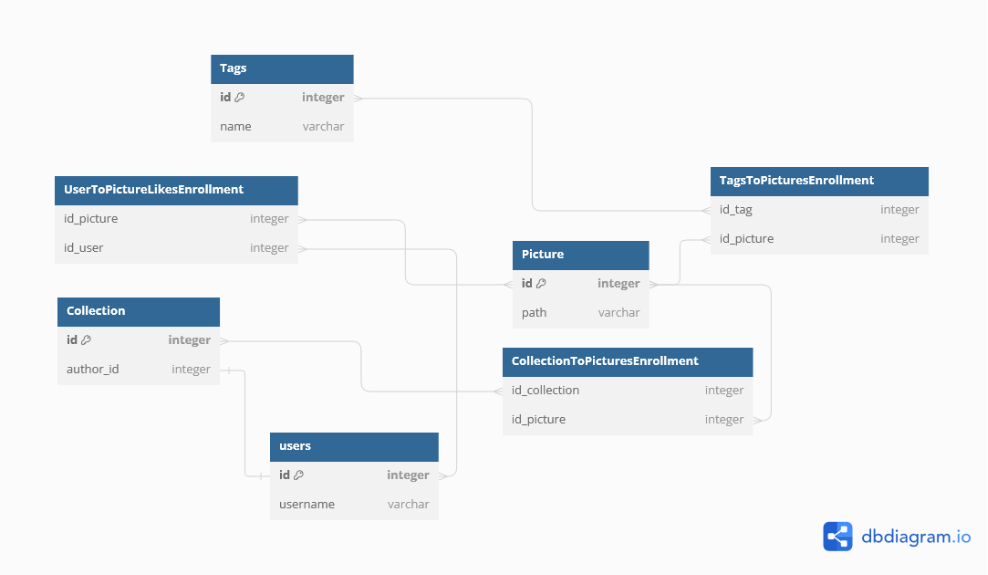 Tags
id integer
name varchar
UserToPictureLikesEnrollment
id_picture integer
id_user integer
TagsToPicturesEnrollment
id_tag integer
id_picture integer
Picture
id integer
path varchar
Collection
id integer
author_id integer
CollectionToPicturesEnrollment
id_collection integer
id_picture integer
users
id integer
username varchar
dbdiagram.io